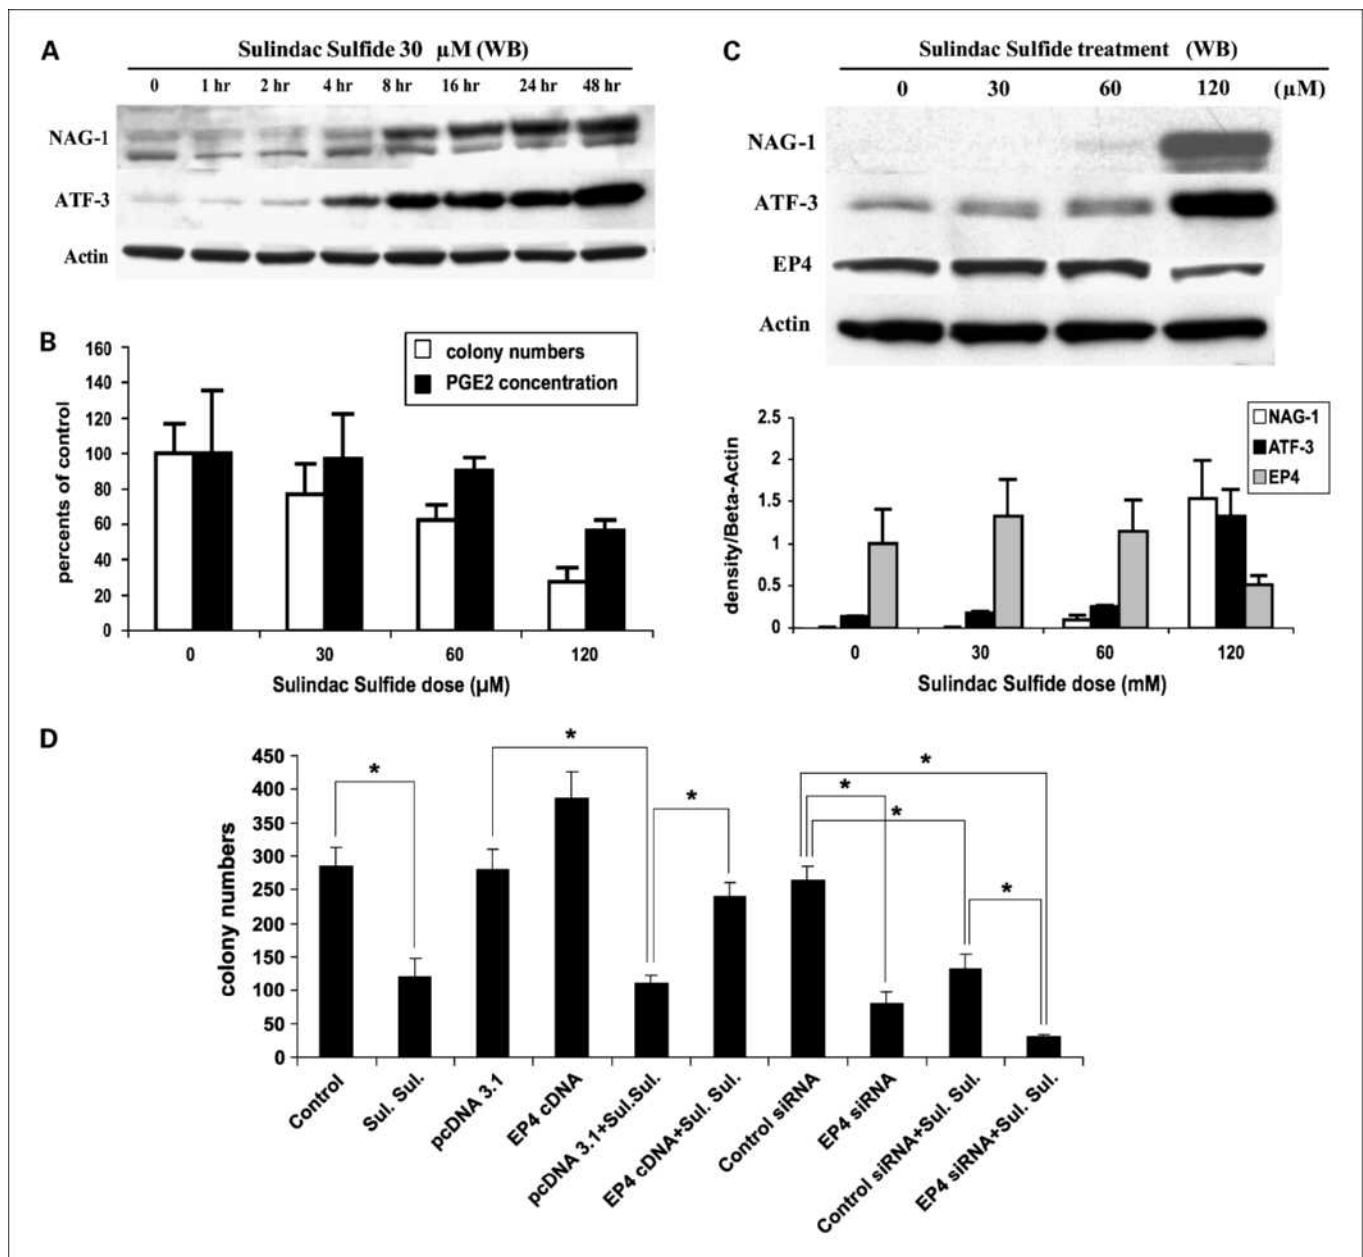 A
Sulindac Sulfide 30 µM (WB)
0 1 hr 2 hr 4 hr 8 hr 16 hr 24 hr 48 hr
NAG-1
ATF-3
Actin
B
160
140
120
100
80
60
40
20
0
percents of control
colony numbers
PGE2 concentration
0 30 60 120
Sulindac Sulfide dose (µM)
C
Sulindac Sulfide treatment (WB)
0 30 60 120 (µM)
NAG-1
ATF-3
EP4
Actin
2.5
2
1.5
1
0.5
0
density/Beta-Actin
NAG-1
ATF-3
EP4
0 30 60 120
Sulindac Sulfide dose (mM)
D
450
400
350
300
250
200
150
100
50
0
colony numbers
* * * * * * *
Control
Sul. Sul.
pcDNA 3.1
EP4 cDNA
pcDNA 3.1+Sul.Sul.
EP4 cDNA+Sul. Sul.
Control siRNA
EP4 siRNA
Control siRNA+Sul. Sul.
EP4 siRNA+Sul. Sul.